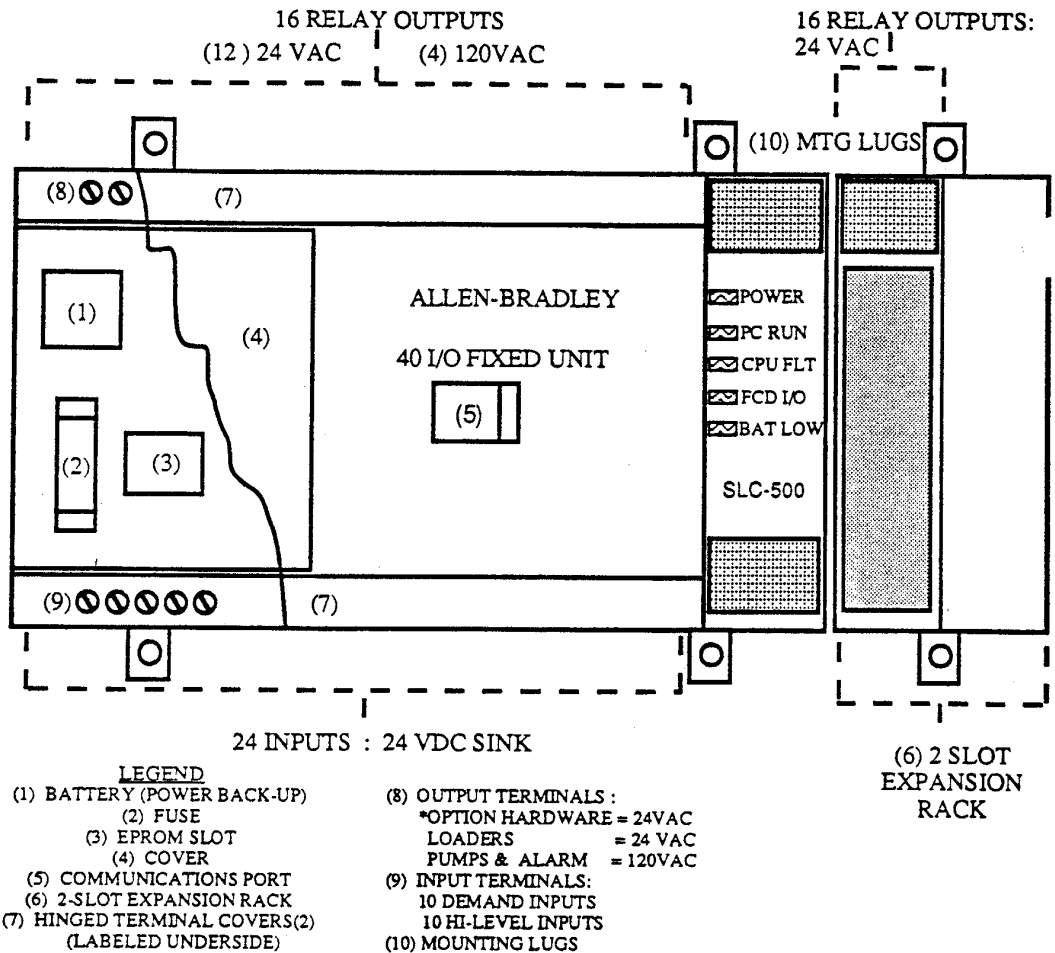 16 RELAY OUTPUTS
(12 ) 24 VAC (4) 120VAC
16 RELAY OUTPUTS:
24 VAC
(10) MTG LUGS
(8) (7)
(1)
(4)
(2)
(3)
ALLEN-BRADLEY
40 I/O FIXED UNIT
(5)
POWER
PC RUN
CPU FLT
FCD I/O
BAT LOW
SLC-500
(9) (7)
24 INPUTS : 24 VDC SINK
(6) 2 SLOT
EXPANSION
RACK
LEGEND
(1) BATTERY (POWER BACK-UP)
(2) FUSE
(3) EPROM SLOT
(4) COVER
(5) COMMUNICATIONS PORT
(6) 2-SLOT EXPANSION RACK
(7) HINGED TERMINAL COVERS(2)
(LABELED UNDERSIDE)
(8) OUTPUT TERMINALS :
*OPTION HARDWARE = 24VAC
LOADERS = 24 VAC
PUMPS & ALARM = 120VAC
(9) INPUT TERMINALS:
10 DEMAND INPUTS
10 HI-LEVEL INPUTS
(10) MOUNTING LUGS